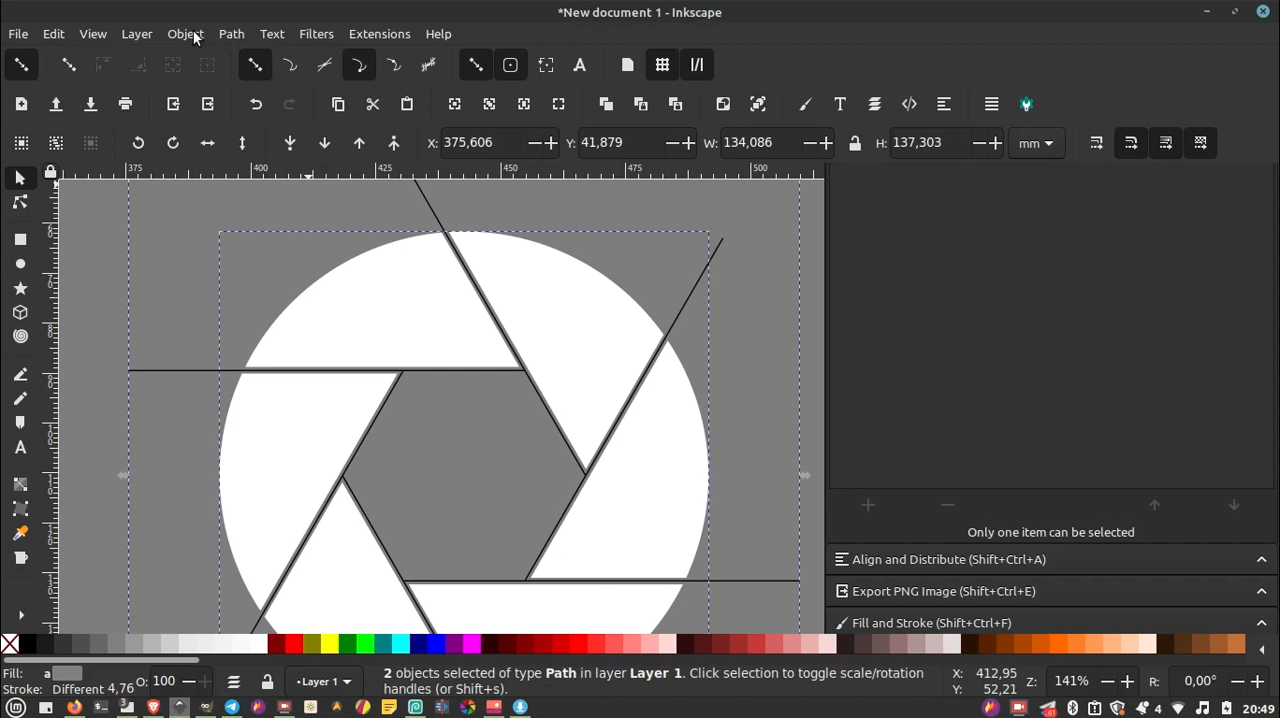 *New document 1 - Inkscape
File Edit View Layer Object Path Text Filters Extensions Help
X: 375,606 Y: 41,879 W: 134,086 H: 137,303 mm
375 400 425 450 475 500
Only one item can be selected
Align and Distribute (Shift+Ctrl+A)
Export PNG Image (Shift+Ctrl+E)
Fill and Stroke (Shift+Ctrl+F)
Fill: a O: 100 Layer 1 2 objects selected of type Path in layer Layer 1. Click selection to toggle scale/rotation X: 412,95 Z: 141% R: 0,00°
Stroke: Different 4,76 handles (or Shift+s). Y: 52,21
3 4 20:49